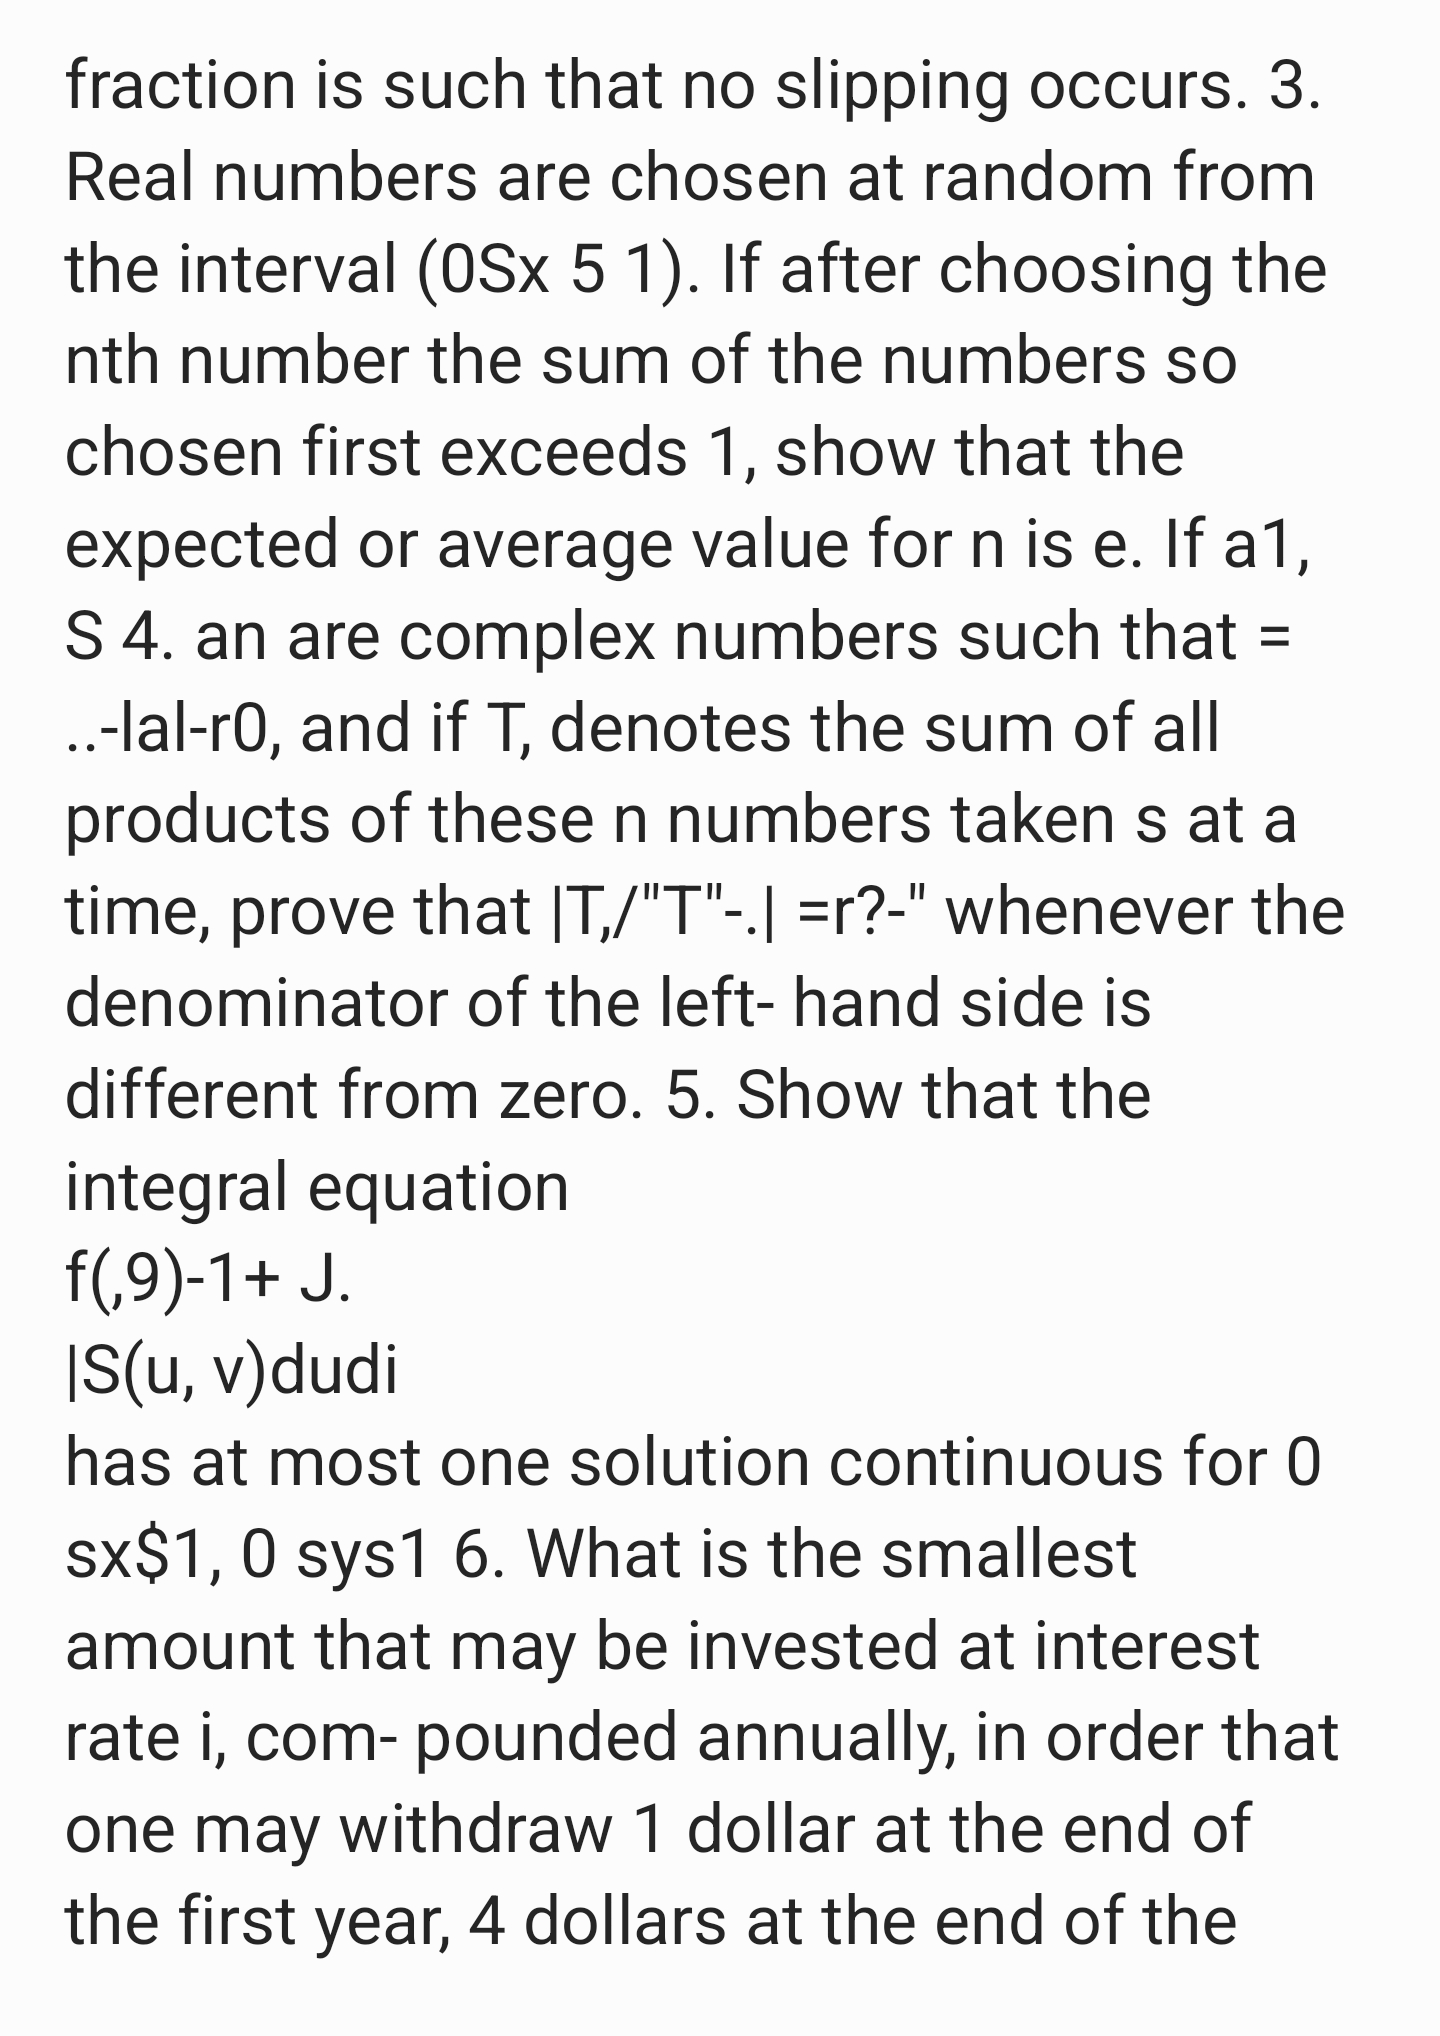 fraction is such that no slipping occurs. 3.
Real numbers are chosen at random from
the interval (0Sx 5 1). If after choosing the
nth number the sum of the numbers so
chosen first exceeds 1, show that the
expected or average value for n is e. If a1,
S 4. an are complex numbers such that =
..-lal-r0, and if T, denotes the sum of all
products of these n numbers taken s at a
time, prove that |T,/"T"-.| =r?-" whenever the
denominator of the left- hand side is
different from zero. 5. Show that the
integral equation
f(,9)-1+ J.
|S(u, v)dudi
has at most one solution continuous for 0
sx$1, 0 sys1 6. What is the smallest
amount that may be invested at interest
rate i, com- pounded annually, in order that
one may withdraw 1 dollar at the end of
the first year, 4 dollars at the end of the